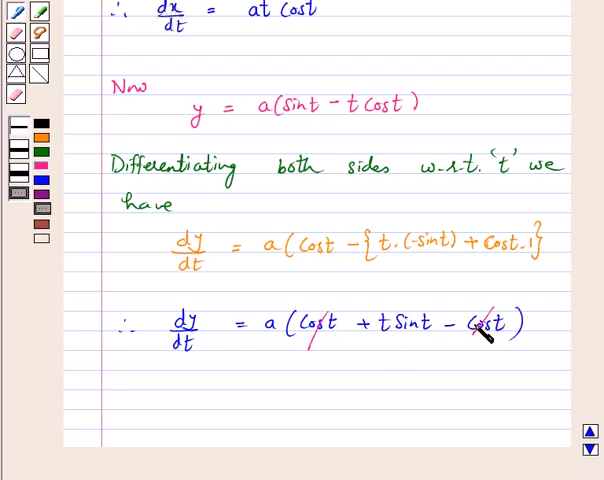 ∴ dx/dt = at Cost
Now
y = a(Sint - t Cost)
Differentiating both sides w.r.t. 't' we
have
dy/dt = a(Cost - {t.(-Sint) + Cost.1}
∴ dy/dt = a(Cost + tSint - Cost)